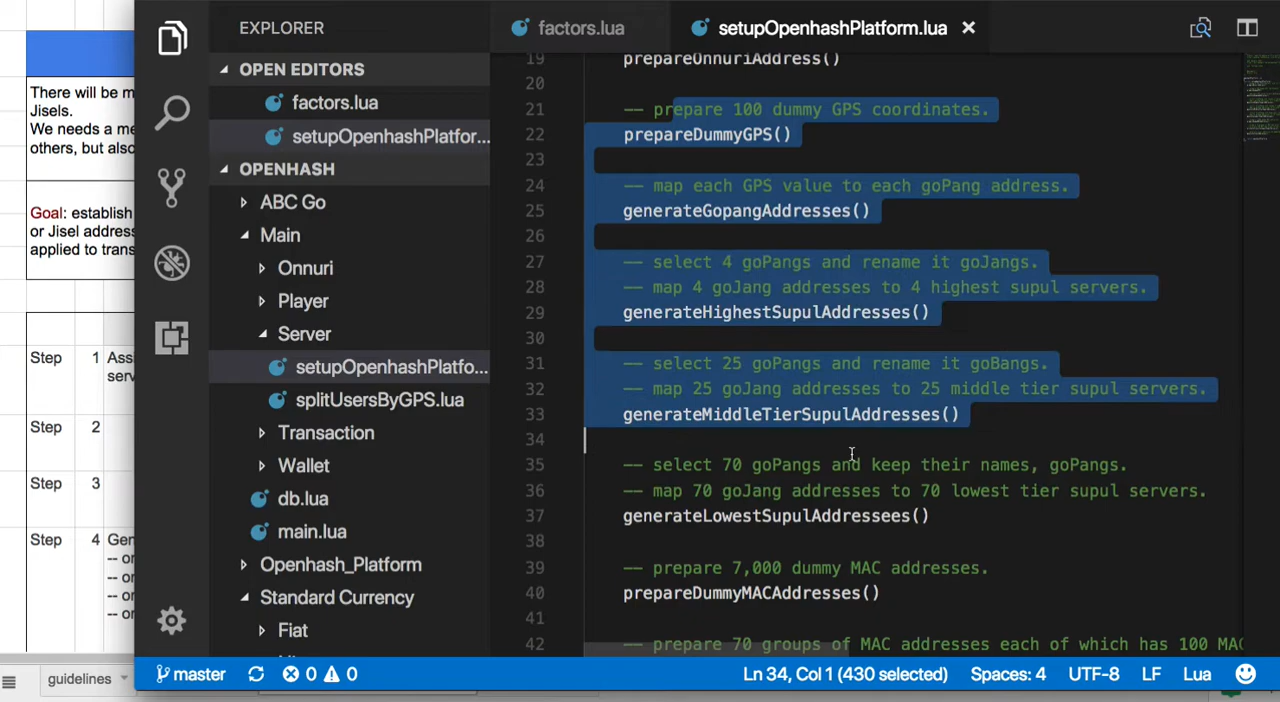 There will be m
Jisels.
We needs a me
others, but also
Goal: establish
or Jisel address
applied to trans
Step 1 Assi
serv
Step 2
Step 3
Step 4 Gen
-- or
-- or
-- or
-- or
guidelines
EXPLORER
OPEN EDITORS
factors.lua
setupOpenhashPlatfor...
OPENHASH
ABC Go
Main
Onnuri
Player
Server
setupOpenhashPlatfo...
splitUsersByGPS.lua
Transaction
Wallet
db.lua
main.lua
Openhash_Platform
Standard Currency
Fiat
factors.lua
setupOpenhashPlatform.lua
19 prepareOnnuriAddress()
20
21 -- prepare 100 dummy GPS coordinates.
22 prepareDummyGPS()
23
24 -- map each GPS value to each goPang address.
25 generateGopangAddresses()
26
27 -- select 4 goPangs and rename it goJangs.
28 -- map 4 goJang addresses to 4 highest supul servers.
29 generateHighestSupulAddresses()
30
31 -- select 25 goPangs and rename it goBangs.
32 -- map 25 goJang addresses to 25 middle tier supul servers.
33 generateMiddleTierSupulAddresses()
34
35 -- select 70 goPangs and keep their names, goPangs.
36 -- map 70 goJang addresses to 70 lowest tier supul servers.
37 generateLowestSupulAddressees()
38
39 -- prepare 7,000 dummy MAC addresses.
40 prepareDummyMACAddresses()
41
42 -- prepare 70 groups of MAC addresses each of which has 100 MAC
master 0 0 Ln 34, Col 1 (430 selected) Spaces: 4 UTF-8 LF Lua